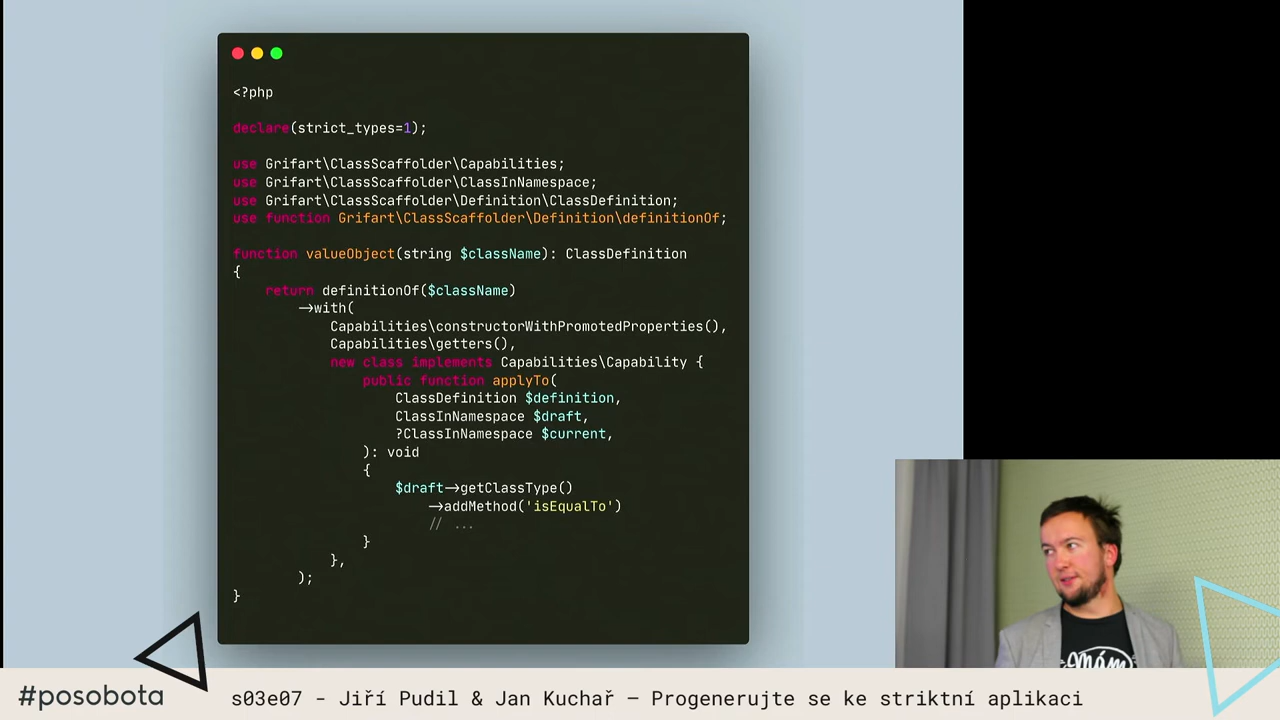 <?php
declare(strict_types=1);
use Grifart\ClassScaffolder\Capabilities;
use Grifart\ClassScaffolder\ClassInNamespace;
use Grifart\ClassScaffolder\Definition\ClassDefinition;
use function Grifart\ClassScaffolder\Definition\definitionOf;
function valueObject(string $className): ClassDefinition
{
    return definitionOf($className)
        ->with(
            Capabilities\constructorWithPromotedProperties(),
            Capabilities\getters(),
            new class implements Capabilities\Capability {
                public function applyTo(
                    ClassDefinition $definition,
                    ClassInNamespace $draft,
                    ?ClassInNamespace $current,
                ): void
                {
                    $draft->getClassType()
                        ->addMethod('isEqualTo')
                        // ...
                }
            },
        );
}
Mám
#posobota
s03e07 - Jiří Pudil & Jan Kuchař – Progenerujte se ke striktní aplikaci